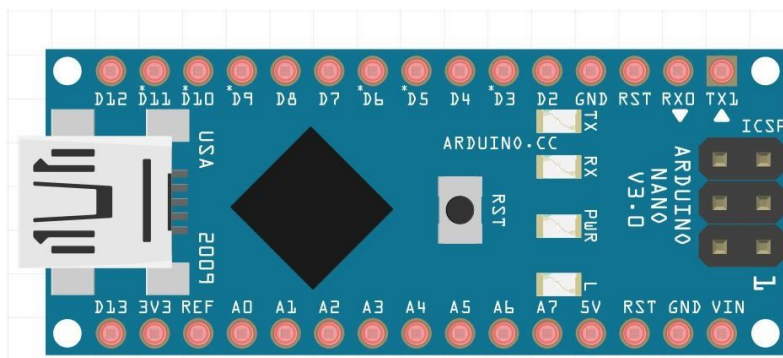 D12 *D11 *D10 *D9 D8 D7 *D6 *D5 D4 *D3 D2 GND RST RX0 TX1
TX
ICSP
USA
ARDUINO.CC
RX
ARDUINO
NANO
V3.0
RST
PWR
2009
L
1
D13 3V3 REF A0 A1 A2 A3 A4 A5 A6 A7 5V RST GND VIN